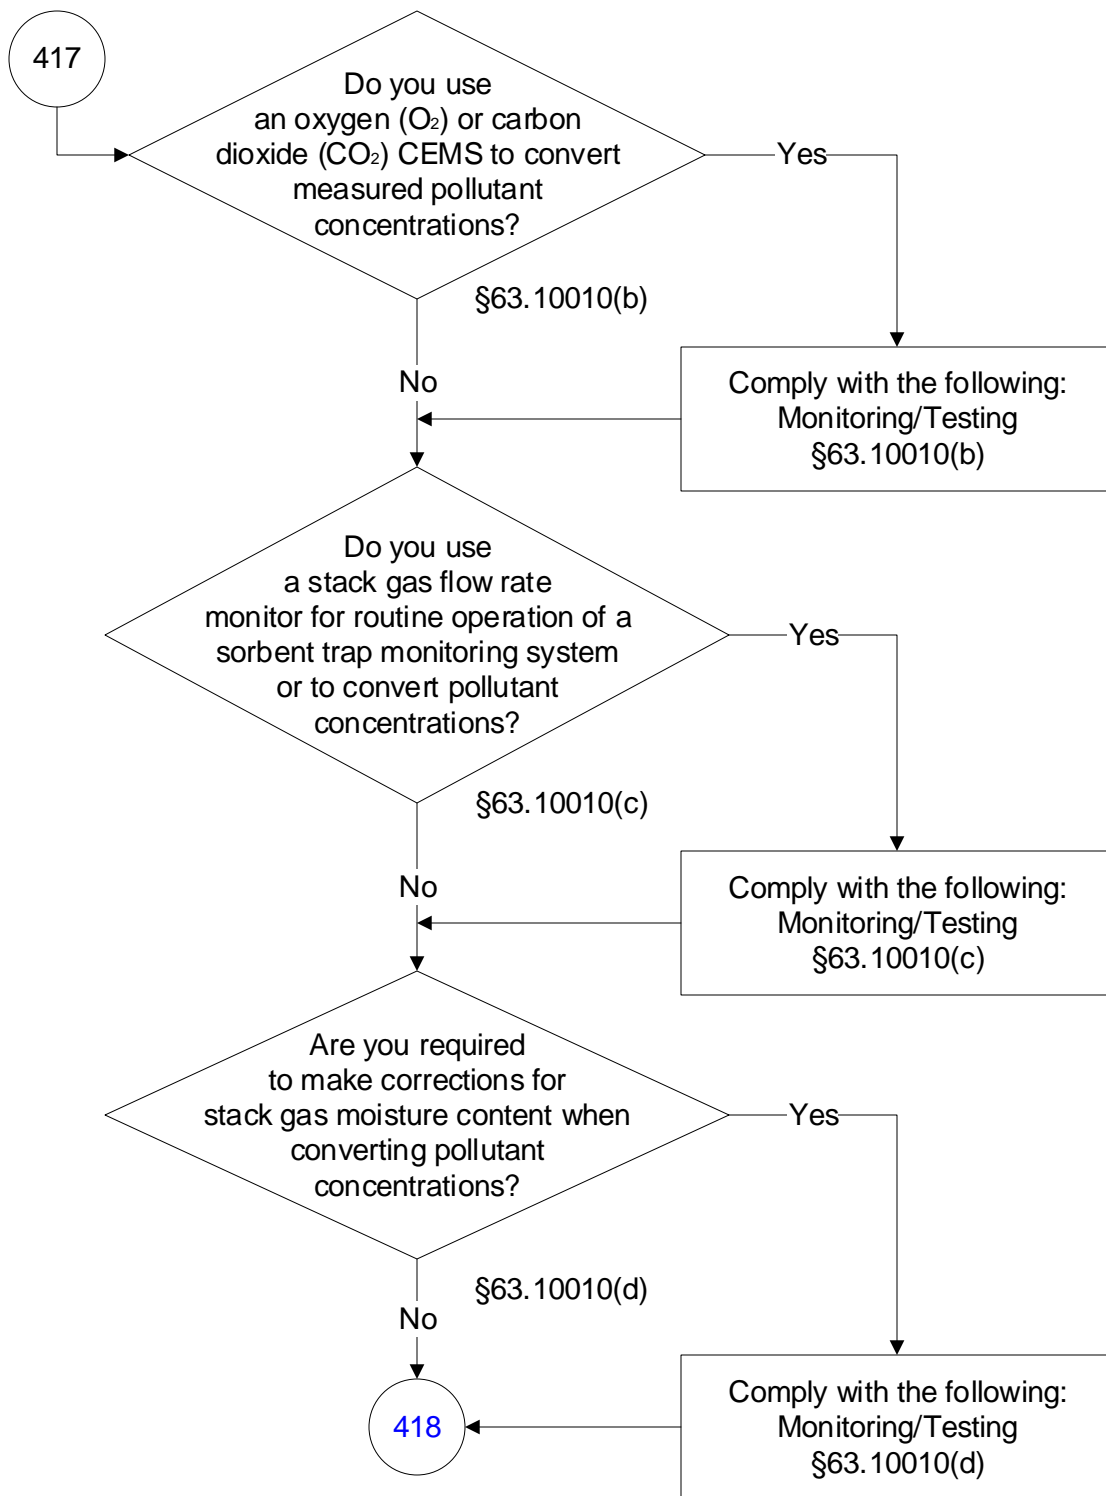 417
Do you use
an oxygen (O₂) or carbon
dioxide (CO₂) CEMS to convert
measured pollutant
concentrations?
Yes
§63.10010(b)
No
Comply with the following:
Monitoring/Testing
§63.10010(b)
Do you use
a stack gas flow rate
monitor for routine operation of a
sorbent trap monitoring system
or to convert pollutant
concentrations?
Yes
§63.10010(c)
No
Comply with the following:
Monitoring/Testing
§63.10010(c)
Are you required
to make corrections for
stack gas moisture content when
converting pollutant
concentrations?
Yes
§63.10010(d)
No
Comply with the following:
Monitoring/Testing
§63.10010(d)
418